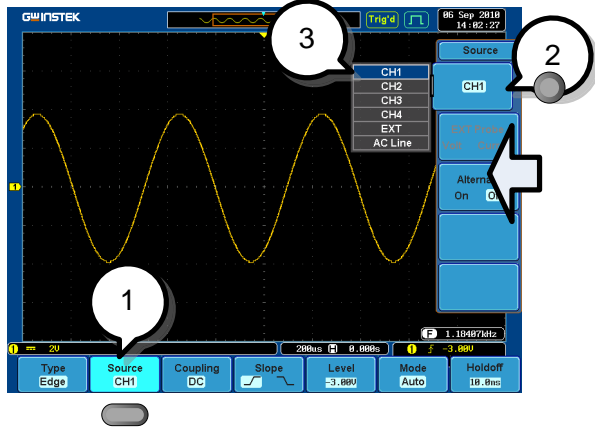 GWINSTEK
Trig'd
06 Sep 2010
14:02:27
3
2
Source
CH1
CH1
CH2
CH3
CH4
EXT
AC Line
On
1
1
F 1.18407kHz
1 2V
200us H 0.000s
1 -3.00V
Type
Edge
Source
CH1
Coupling
DC
Slope
Level
-3.00V
Mode
Auto
Holdoff
10.0ms